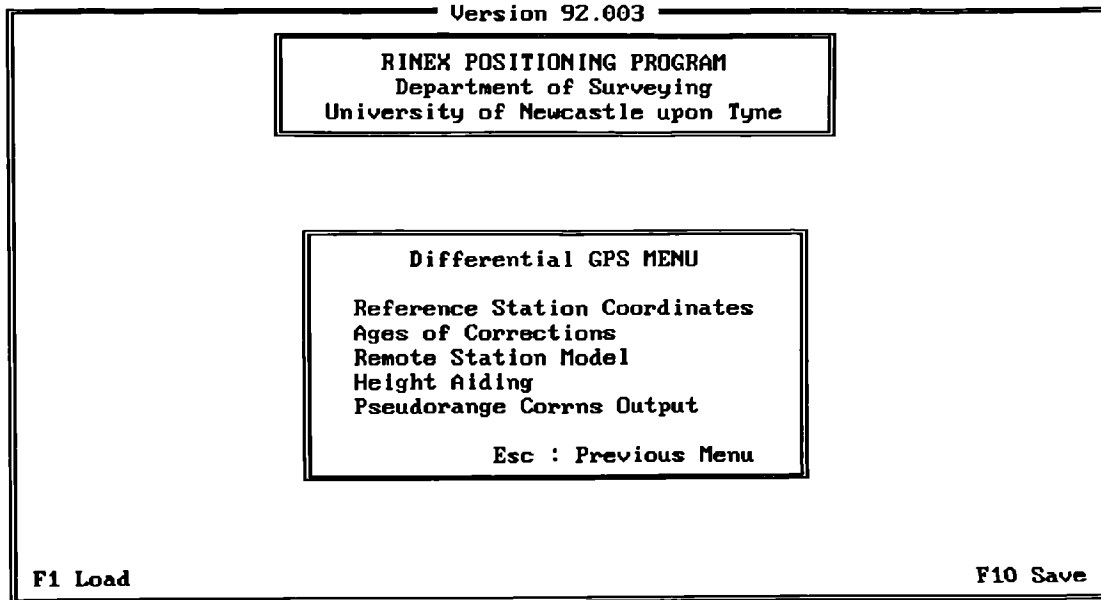 Version 92.003
RINEX POSITIONING PROGRAM
Department of Surveying
University of Newcastle upon Tyne
Differential GPS MENU
Reference Station Coordinates
Ages of Corrections
Remote Station Model
Height Aiding
Pseudorange Corrns Output
Esc : Previous Menu
F1 Load
F10 Save